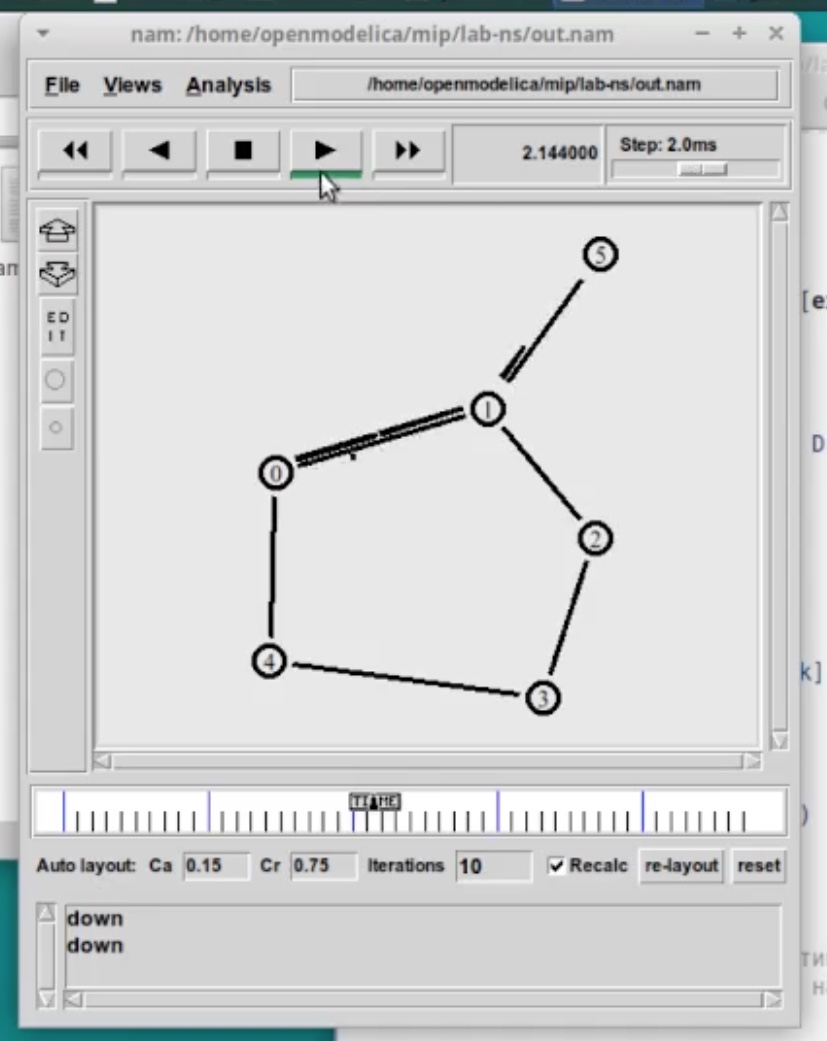 nam: /home/openmodelica/mip/lab-ns/out.nam
File Views Analysis /home/openmodelica/mip/lab-ns/out.nam
2.144000 Step: 2.0ms
ED
IT
5
1
0
2
4
3
TIME
Auto layout: Ca 0.15 Cr 0.75 Iterations 10 Recalc re-layout reset
down
down
[e
D
k]
)